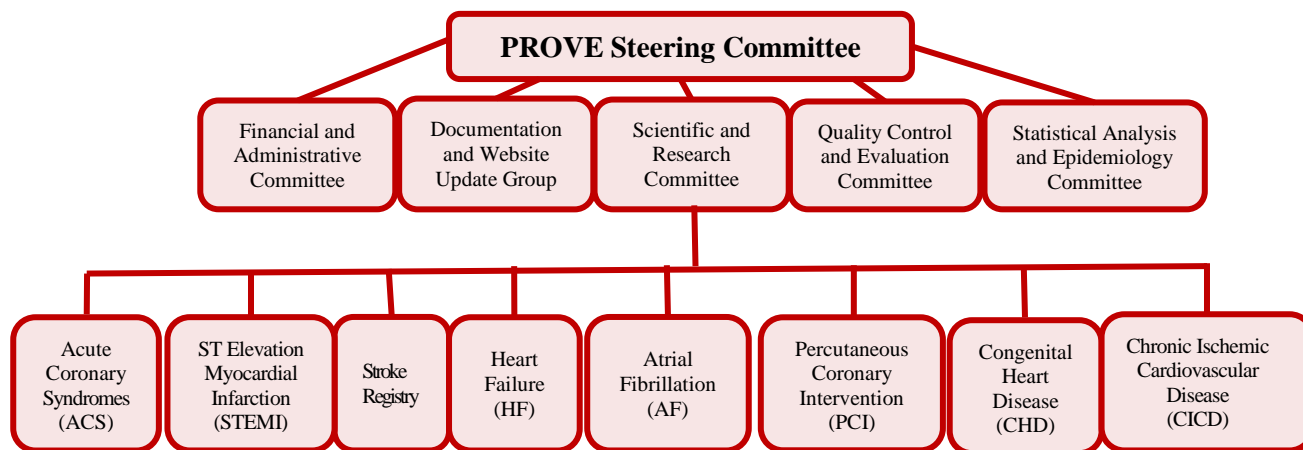 PROVE Steering Committee
Financial and
Administrative
Committee
Documentation
and Website
Update Group
Scientific and
Research
Committee
Quality Control
and Evaluation
Committee
Statistical Analysis
and Epidemiology
Committee
Acute
Coronary
Syndromes
(ACS)
ST Elevation
Myocardial
Infarction
(STEMI)
Stroke
Registry
Heart
Failure
(HF)
Atrial
Fibrillation
(AF)
Percutaneous
Coronary
Intervention
(PCI)
Congenital
Heart
Disease
(CHD)
Chronic Ischemic
Cardiovascular
Disease
(CICD)